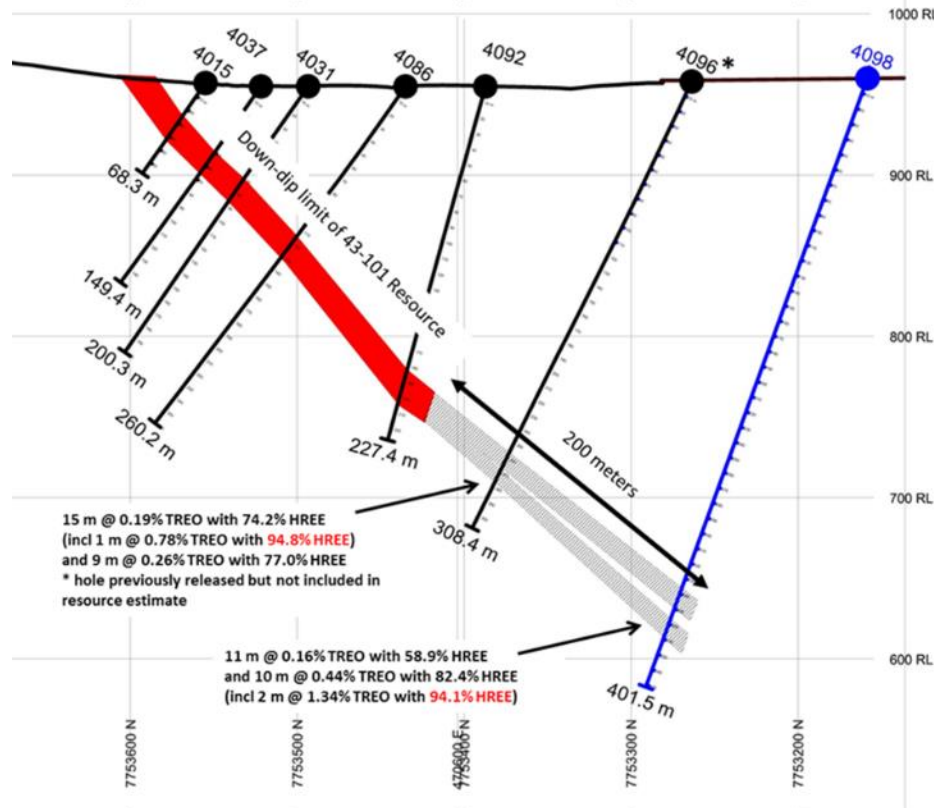 1000 RL
4037
4015
4031
4086
4092
4096 *
4098
Down-dip limit of 43-101 Resource
900 RL
68.3 m
149.4 m
200.3 m
800 RL
260.2 m
227.4 m
200 meters
700 RL
308.4 m
15 m @ 0.19% TREO with 74.2% HREE
(incl 1 m @ 0.78% TREO with 94.8% HREE)
and 9 m @ 0.26% TREO with 77.0% HREE
* hole previously released but not included in
resource estimate
11 m @ 0.16% TREO with 58.9% HREE
and 10 m @ 0.44% TREO with 82.4% HREE
(incl 2 m @ 1.34% TREO with 94.1% HREE)
600 RL
401.5 m
7753600 N
7753500 N
470600 E
7753400 N
7753300 N
7753200 N